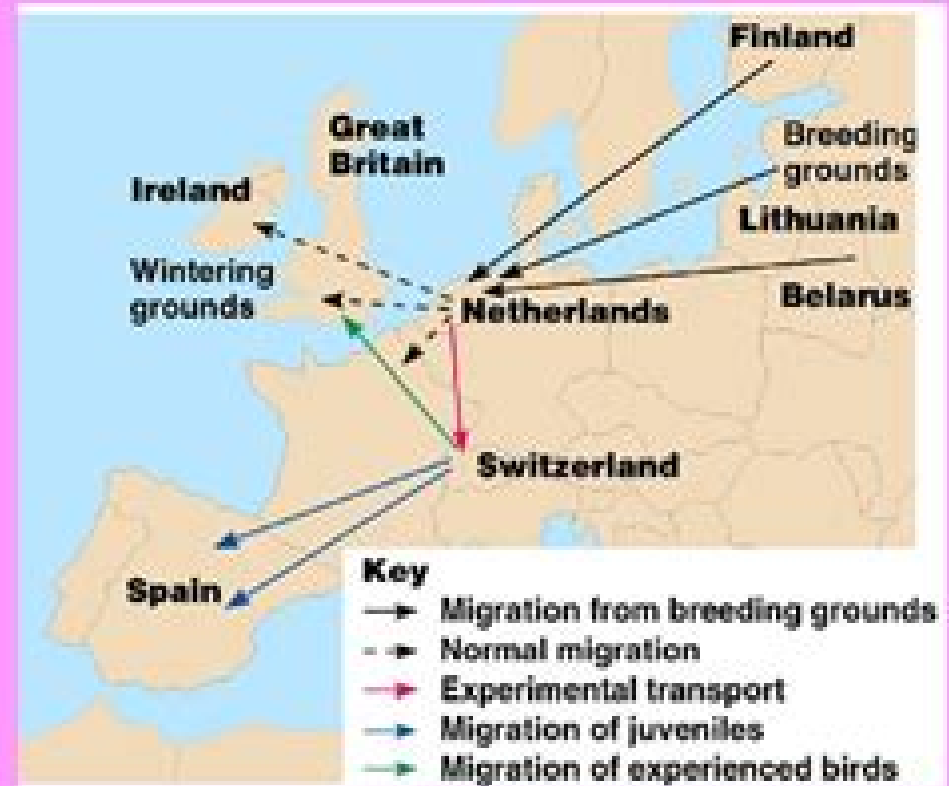 Finland
Great
Britain
Breeding
grounds
Ireland
Lithuania
Wintering
grounds
Belarus
Netherlands
Switzerland
Spain
Key
Migration from breeding grounds
Normal migration
Experimental transport
Migration of juveniles
Migration of experienced birds